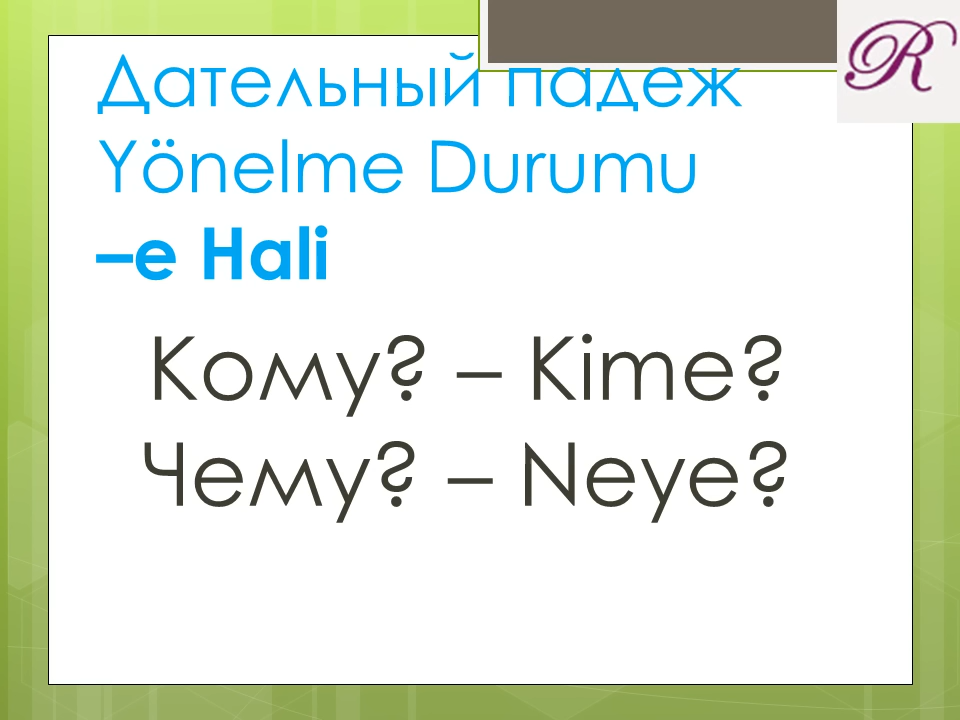 Дательный падеж
Yönelme Durumu
–e Hali
Кому? – Kime?
Чему? – Neye?
R